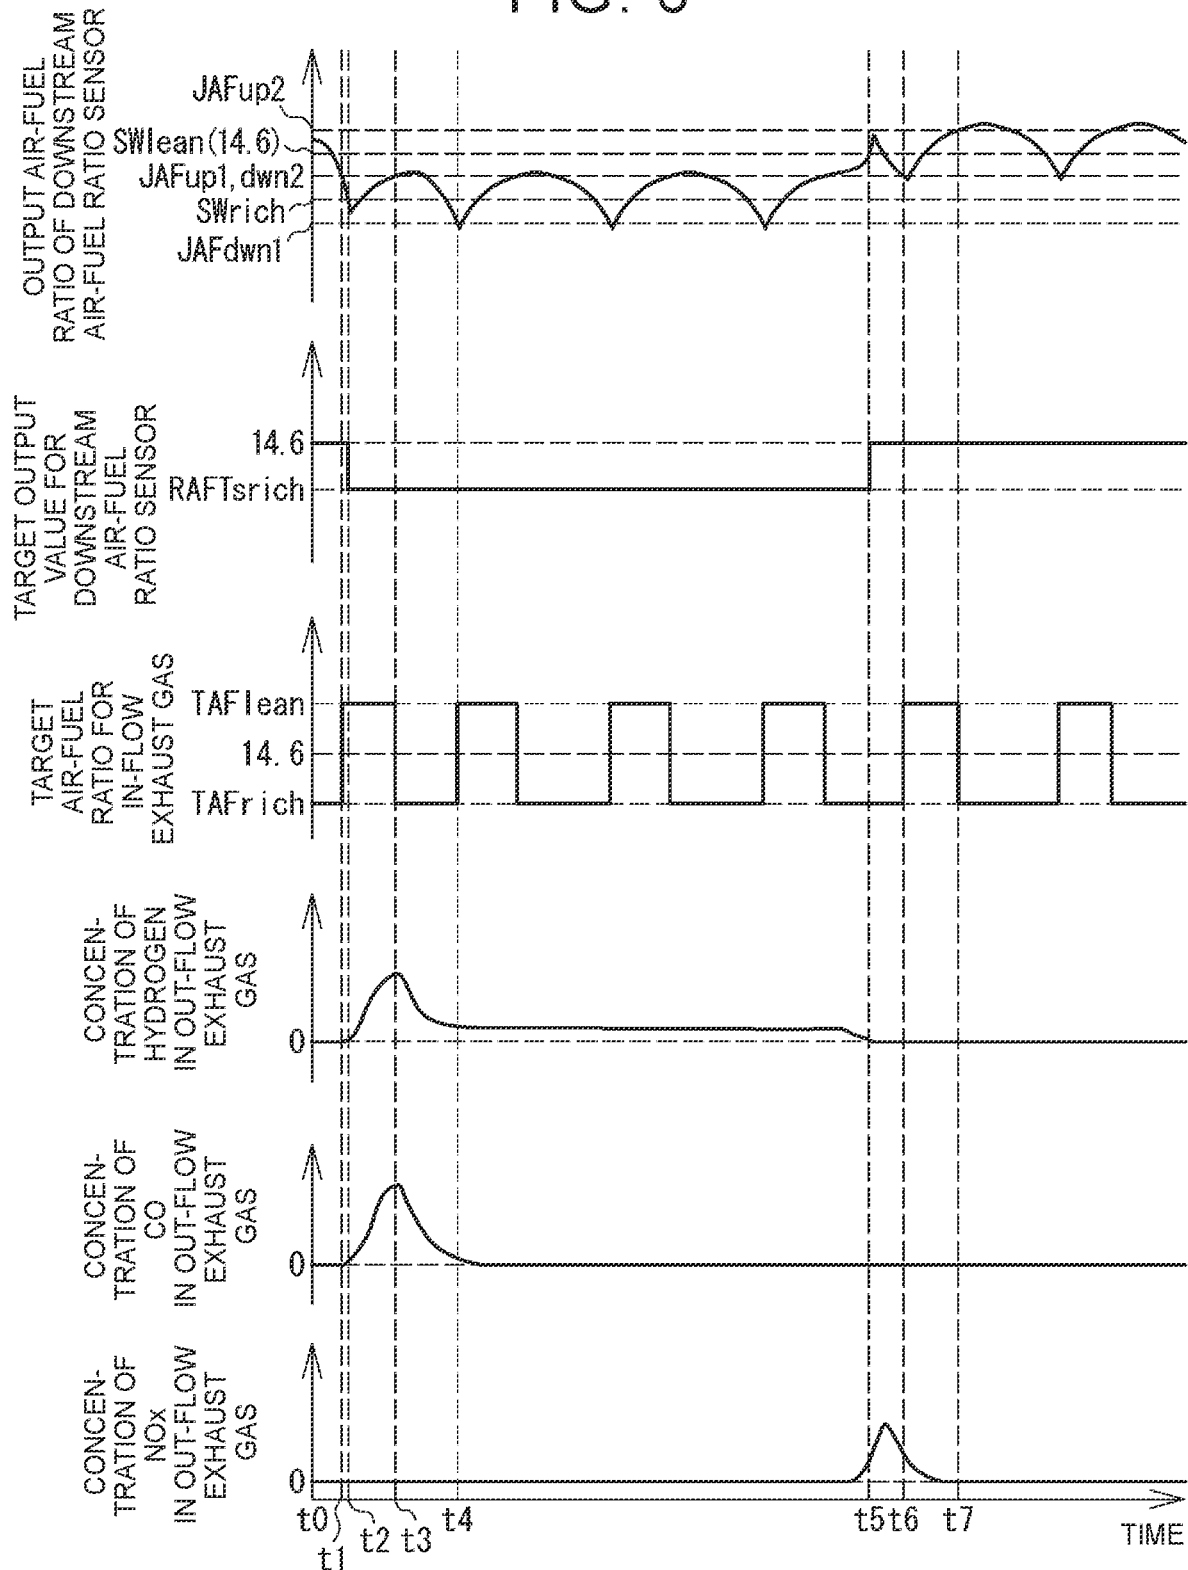 OUTPUT AIR-FUEL
RATIO OF DOWNSTREAM
AIR-FUEL RATIO SENSOR
JAFup2
SWlean(14.6)
JAFup1,dwn2
SWrich
JAFdwn1
TARGET OUTPUT
VALUE FOR
DOWNSTREAM
AIR-FUEL
RATIO SENSOR
14.6
RAFTsrich
TARGET
AIR-FUEL
RATIO FOR
IN-FLOW
EXHAUST GAS
TAFlean
14.6
TAFrich
CONCEN-
TRATION OF
HYDROGEN
IN OUT-FLOW
EXHAUST
GAS
0
CONCEN-
TRATION OF
CO
IN OUT-FLOW
EXHAUST
GAS
0
CONCEN-
TRATION OF
NOx
IN OUT-FLOW
EXHAUST
GAS
0
t0
t1
t2
t3
t4
t5
t6
t7
TIME